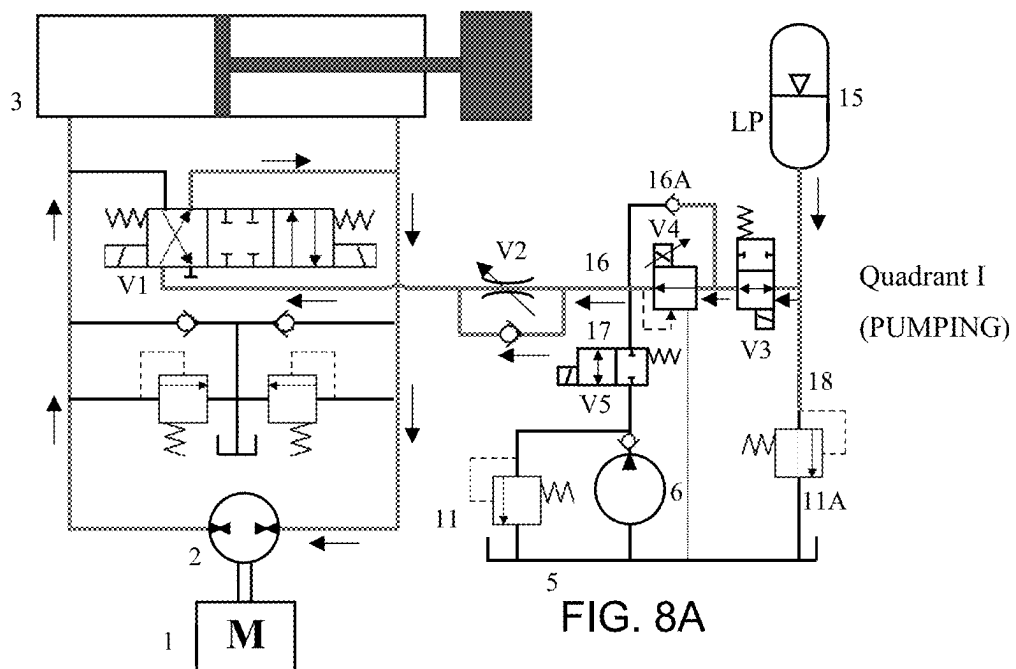 3
15
LP
16A
V4
V2
16
V1
Quadrant I
(PUMPING)
V3
17
V5
18
6
11
11A
2
5
FIG. 8A
1
M